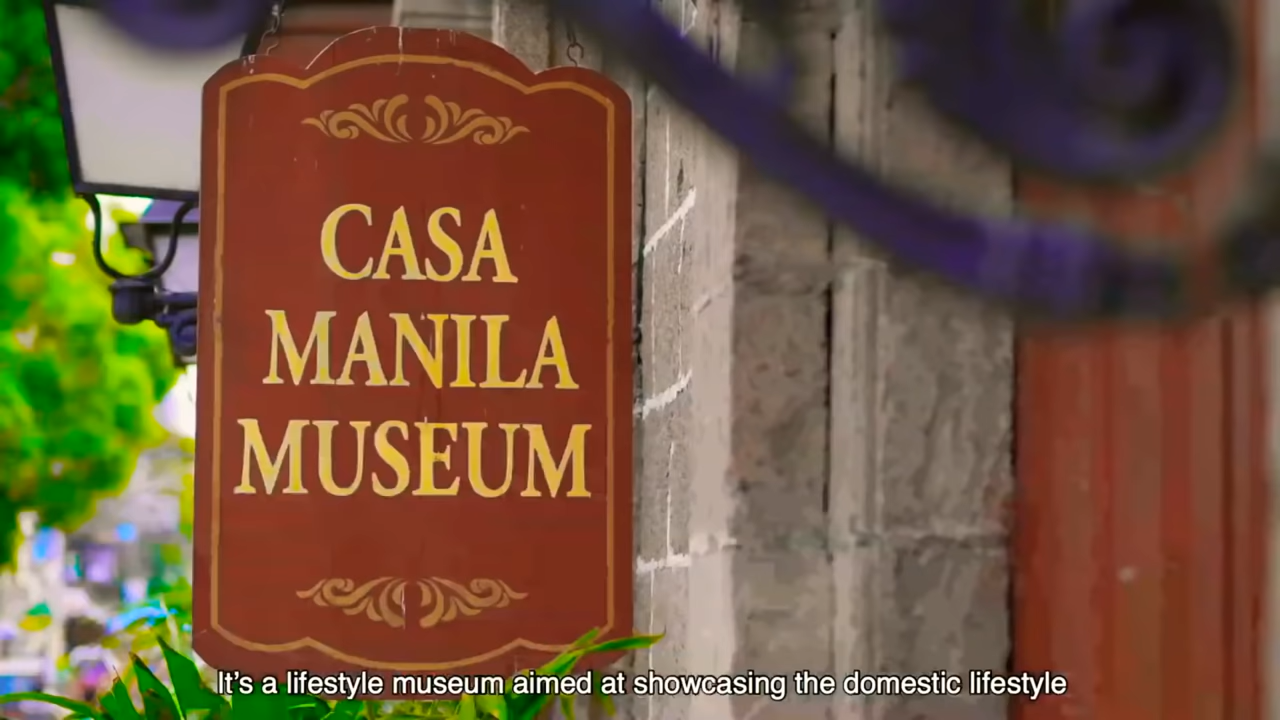 CASA
MANILA
MUSEUM
It's a lifestyle museum aimed at showcasing the domestic lifestyle